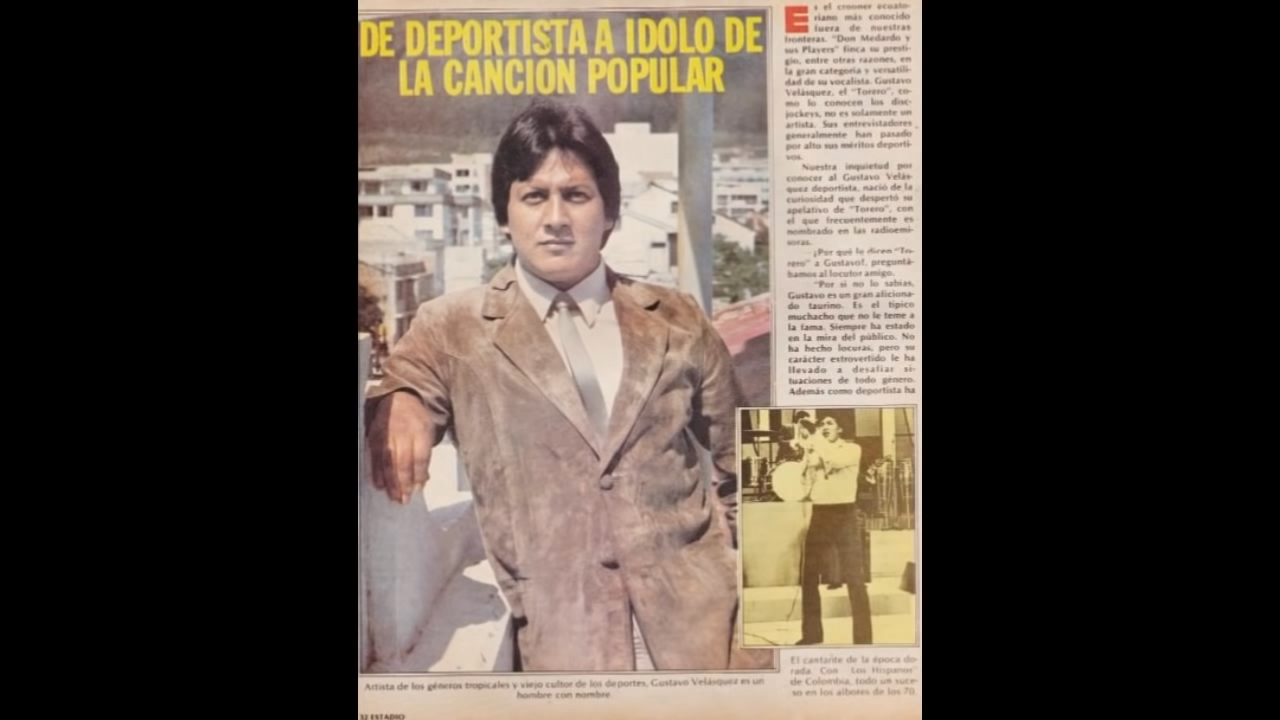 DE DEPORTISTA A IDOLO DE
LA CANCION POPULAR
Es el crooner ecuato-
riano más conocido
fuera de nuestras
fronteras. "Don Medardo y
sus Players" finca su presti-
gio, entre otras razones, en
la gran categoría y versatili-
dad de su vocalista. Gustavo
Velásquez, el "Torero", co-
mo lo conocen los disc-
jockeys, no es solamente un
artista. Sus entrevistadores
generalmente han pasado
por alto sus méritos deporti-
vos.
Nuestra inquietud por
conocer al Gustavo Velás-
quez deportista, nació de la
curiosidad que despertó su
apelativo de "Torero", con
el que frecuentemente es
nombrado en las radioemi-
soras.
¿Por qué le dicen "To-
rero" a Gustavo?, preguntá-
bamos al locutor amigo.
"Por si no lo sabías,
Gustavo es un gran aficiona-
do taurino. Es el típico
muchacho que no le teme a
la fama. Siempre ha estado
en la mira del público. No
ha hecho locuras, pero su
carácter extrovertido le ha
llevado a desafiar si-
tuaciones de todo género.
Además como deportista ha
El cantante de la época do-
rada Con Los Hispanos"
de Colombia, todo un suce-
so en los albores de los 70.
Artista de los géneros tropicales y viejo cultor de los deportes, Gustavo Velásquez es un
hombre con nombre.
32 ESTADIO